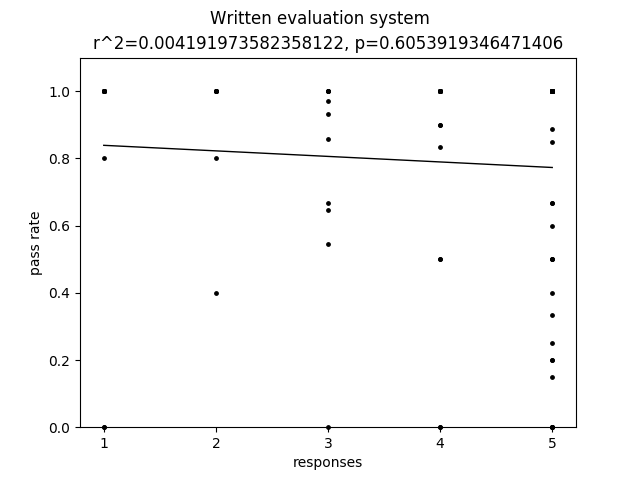 Written evaluation system
r^2=0.004191973582358122, p=0.6053919346471406
1.0
0.8
0.6
0.4
0.2
0.0
pass rate
1 2 3 4 5
responses